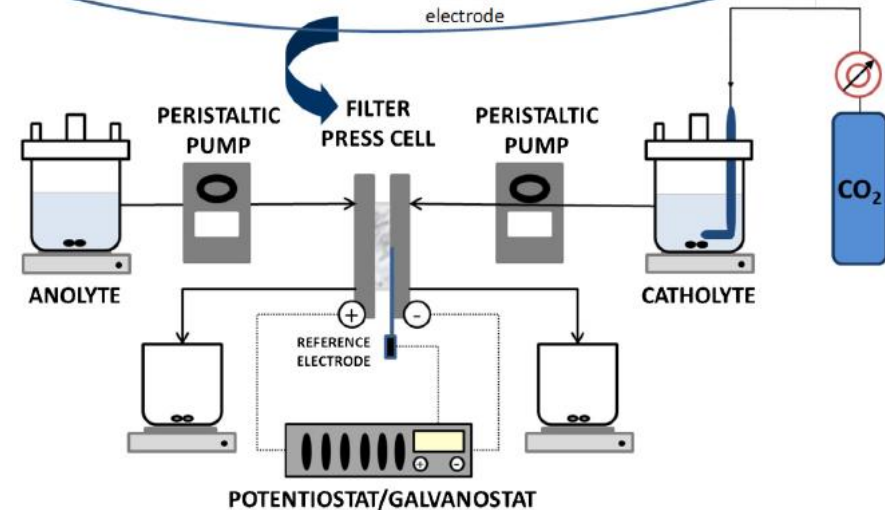 electrode
PERISTALTIC
PUMP
FILTER
PRESS CELL
PERISTALTIC
PUMP
CO₂
ANOLYTE
CATHOLYTE
+
-
REFERENCE
ELECTRODE
+
-
POTENTIOSTAT/GALVANOSTAT